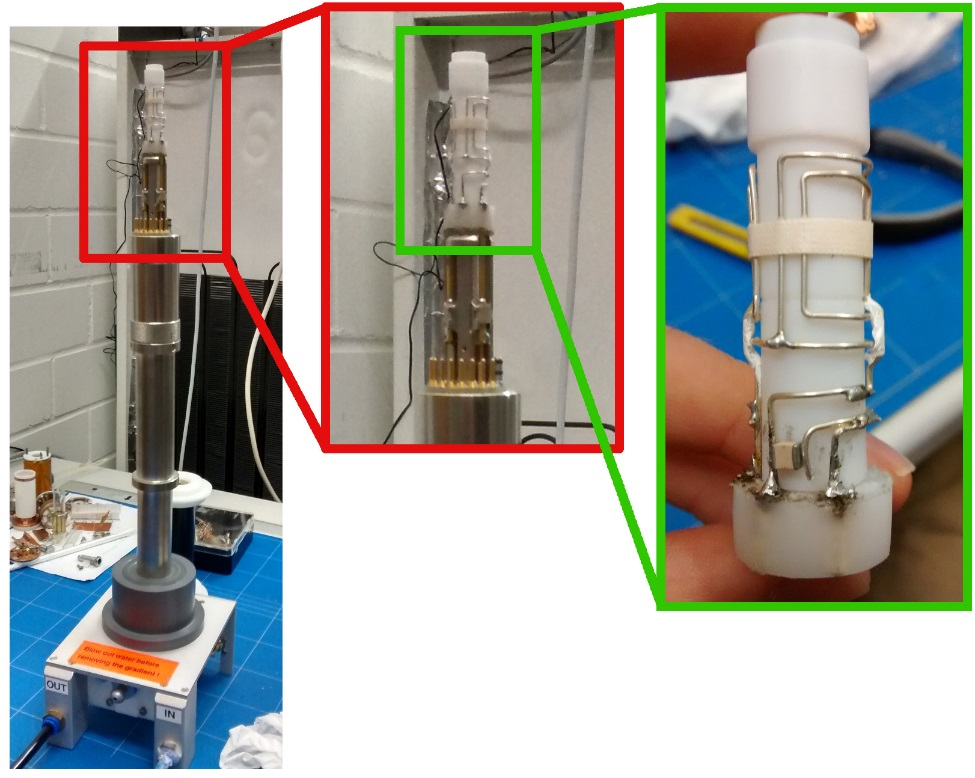 Blow out water before
removing the gradient !
OUT
IN